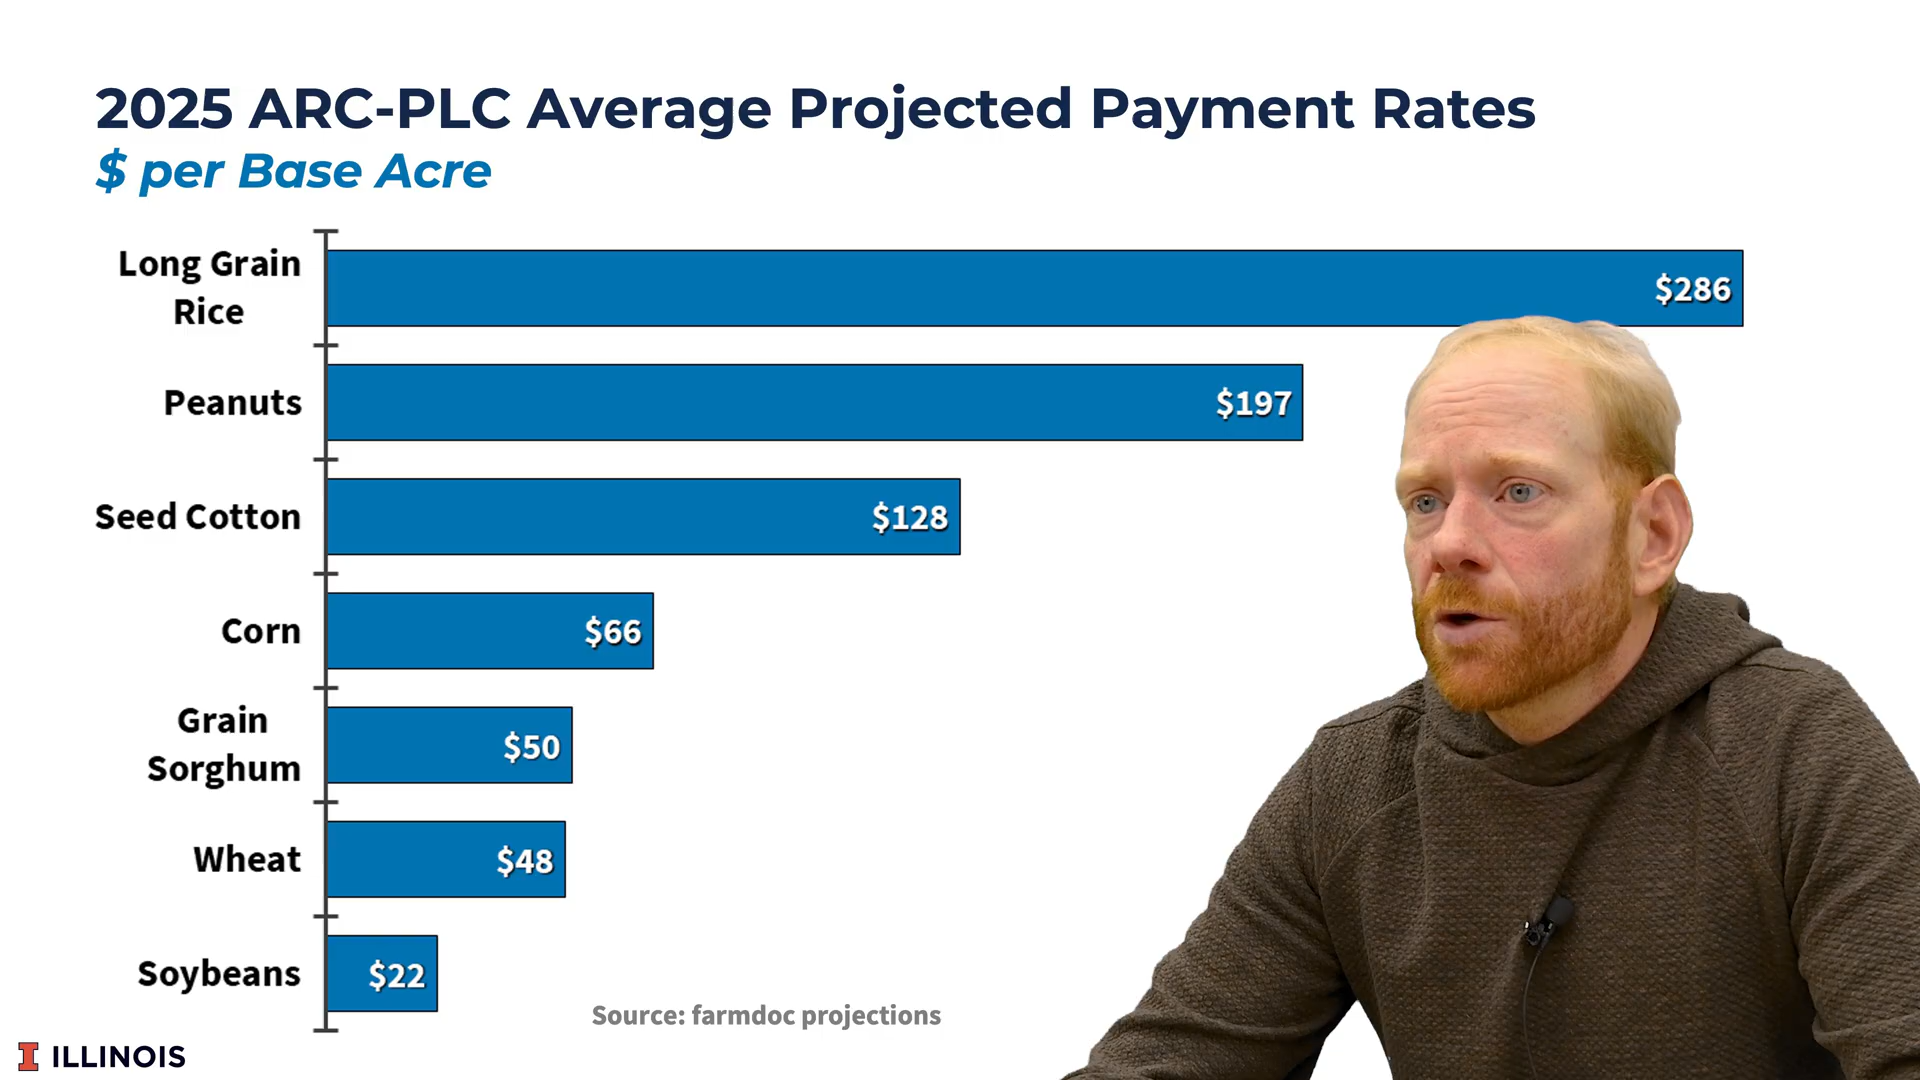 2025 ARC-PLC Average Projected Payment Rates
$ per Base Acre
Long Grain
Rice
$286
Peanuts
$197
Seed Cotton
$128
Corn
$66
Grain
Sorghum
$50
Wheat
$48
Soybeans
$22
Source: farmdoc projections
I ILLINOIS